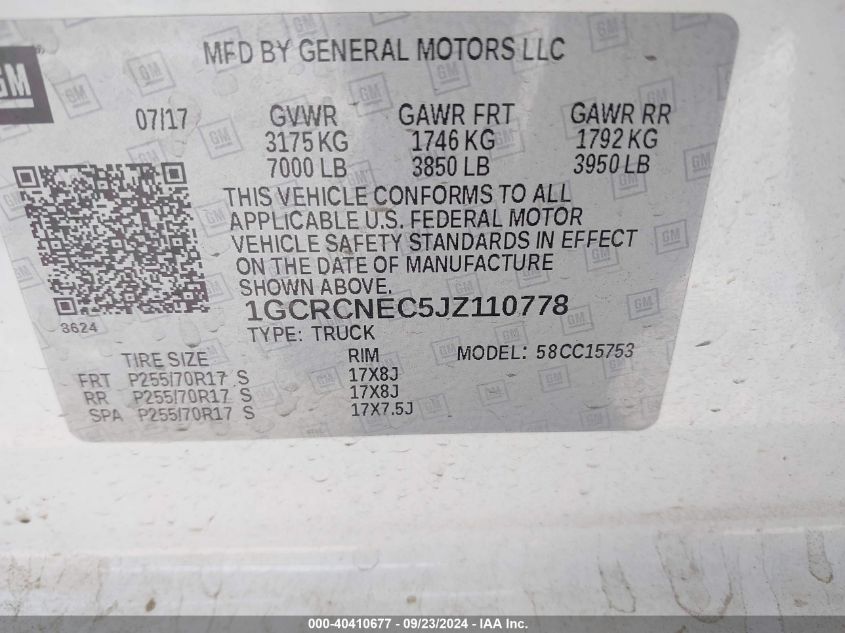 GM
MFD BY GENERAL MOTORS LLC
07/17 GVWR GAWR FRT GAWR RR
3175 KG 1746 KG 1792 KG
7000 LB 3850 LB 3950 LB
THIS VEHICLE CONFORMS TO ALL
APPLICABLE U.S. FEDERAL MOTOR
VEHICLE SAFETY STANDARDS IN EFFECT
ON THE DATE OF MANUFACTURE
SHOWN ABOVE.
1GCRCNEC5JZ110778
3624
TYPE: TRUCK
TIRE SIZE RIM MODEL: 58CC15753
FRT P255/70R17 S 17X8J
RR P255/70R17 S 17X8J
SPA P255/70R17 S 17X7.5J
000-40410677 - 09/23/2024 - IAA Inc.